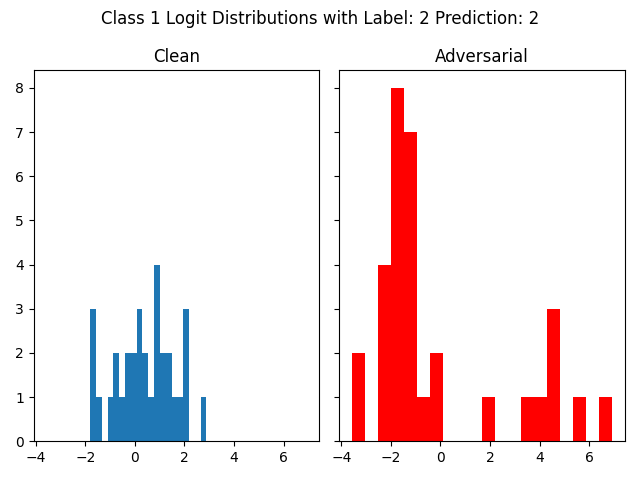 Class 1 Logit Distributions with Label: 2 Prediction: 2
Clean
Adversarial
8
7
6
5
4
3
2
1
0
−4 −2 0 2 4 6
−4 −2 0 2 4 6